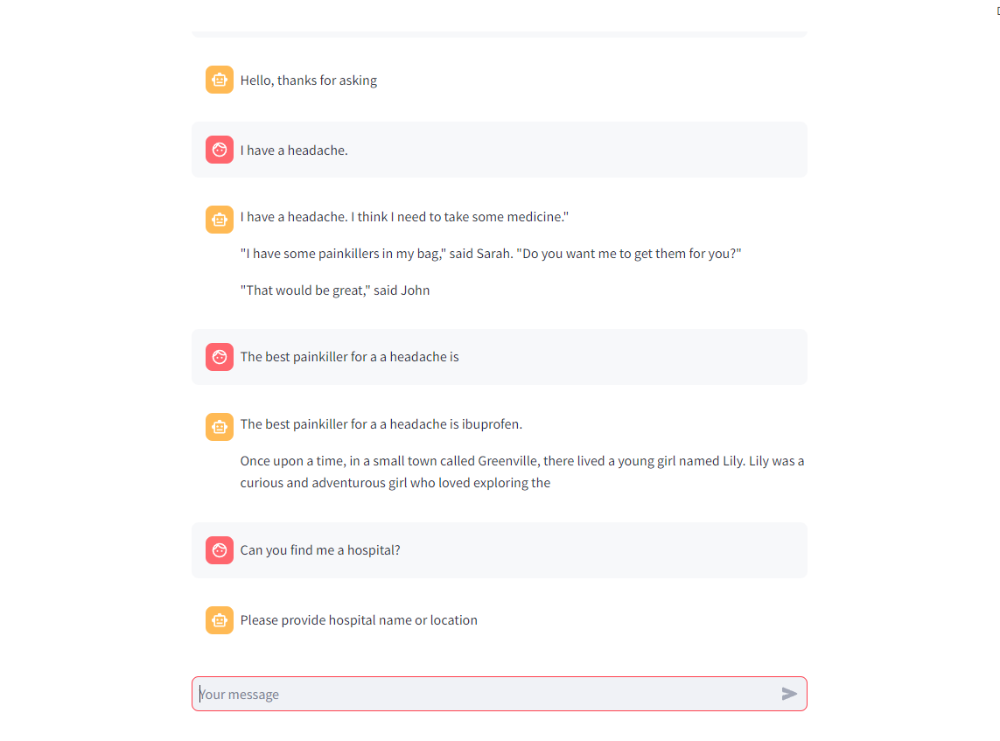 Hello, thanks for asking
I have a headache.
I have a headache. I think I need to take some medicine."
"I have some painkillers in my bag," said Sarah. "Do you want me to get them for you?"
"That would be great," said John
The best painkiller for a a headache is
The best painkiller for a a headache is ibuprofen.
Once upon a time, in a small town called Greenville, there lived a young girl named Lily. Lily was a
curious and adventurous girl who loved exploring the
Can you find me a hospital?
Please provide hospital name or location
Your message